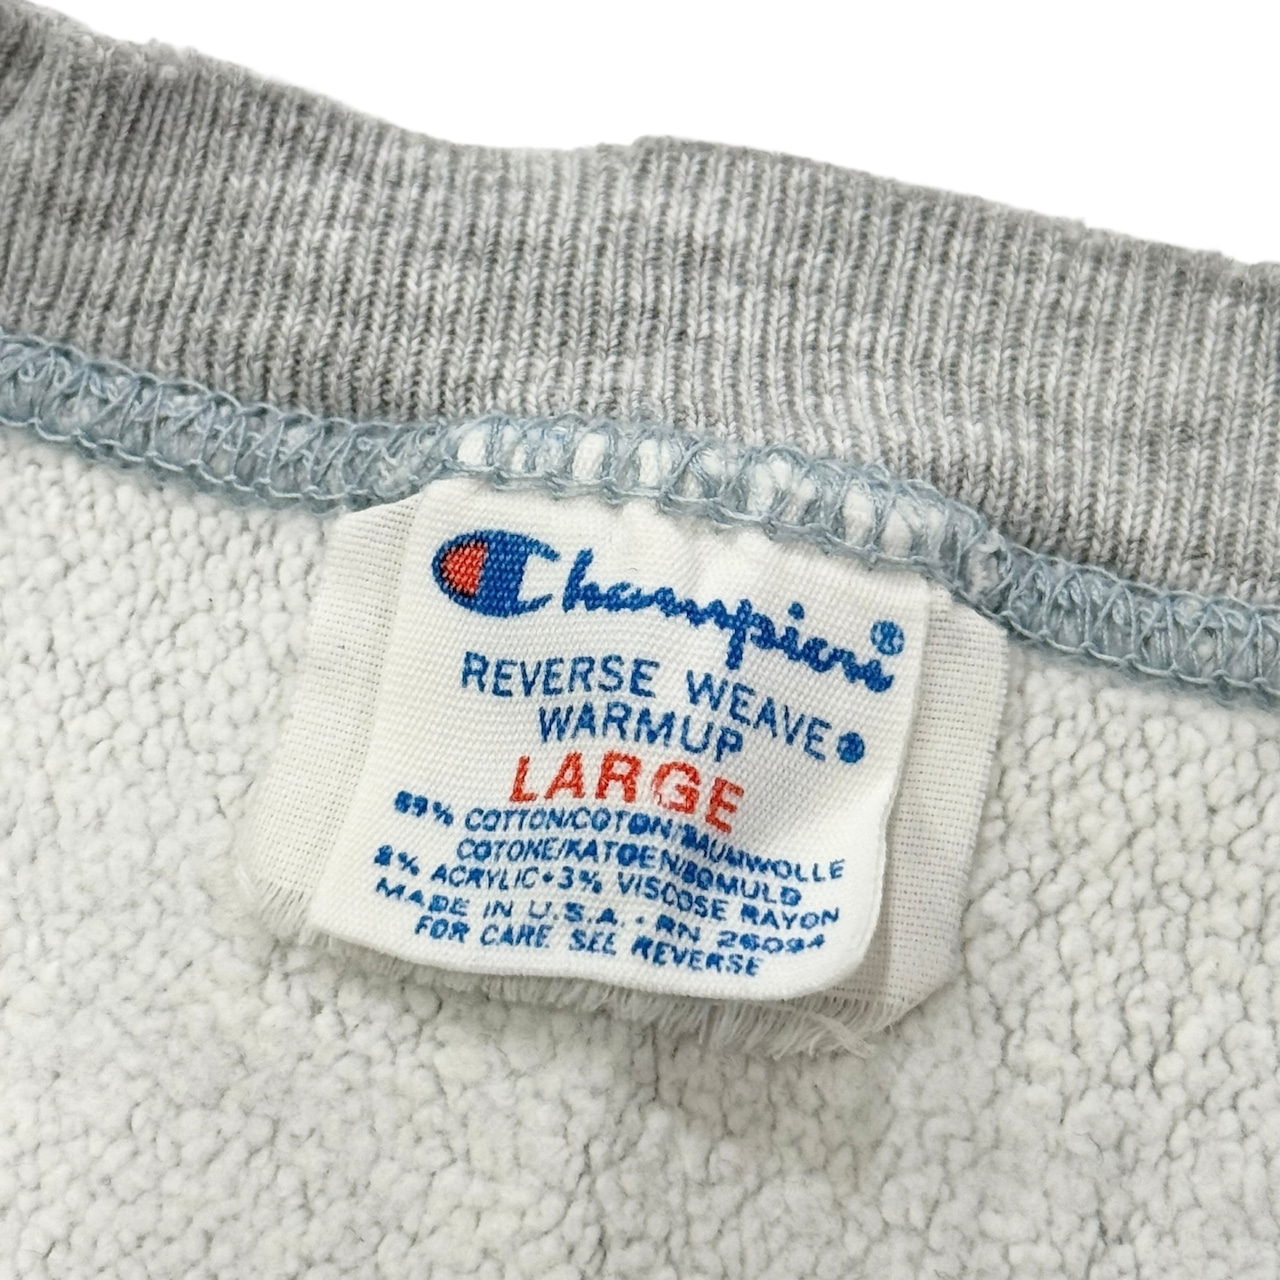 Champion®
REVERSE WEAVE®
WARMUP
LARGE
89% COTTON/COTON/BAUMWOLLE
COTONE/KATOEN/BOMULD
8% ACRYLIC•3% VISCOSE RAYON
MADE IN U.S.A. • RN 26094
FOR CARE SEE REVERSE